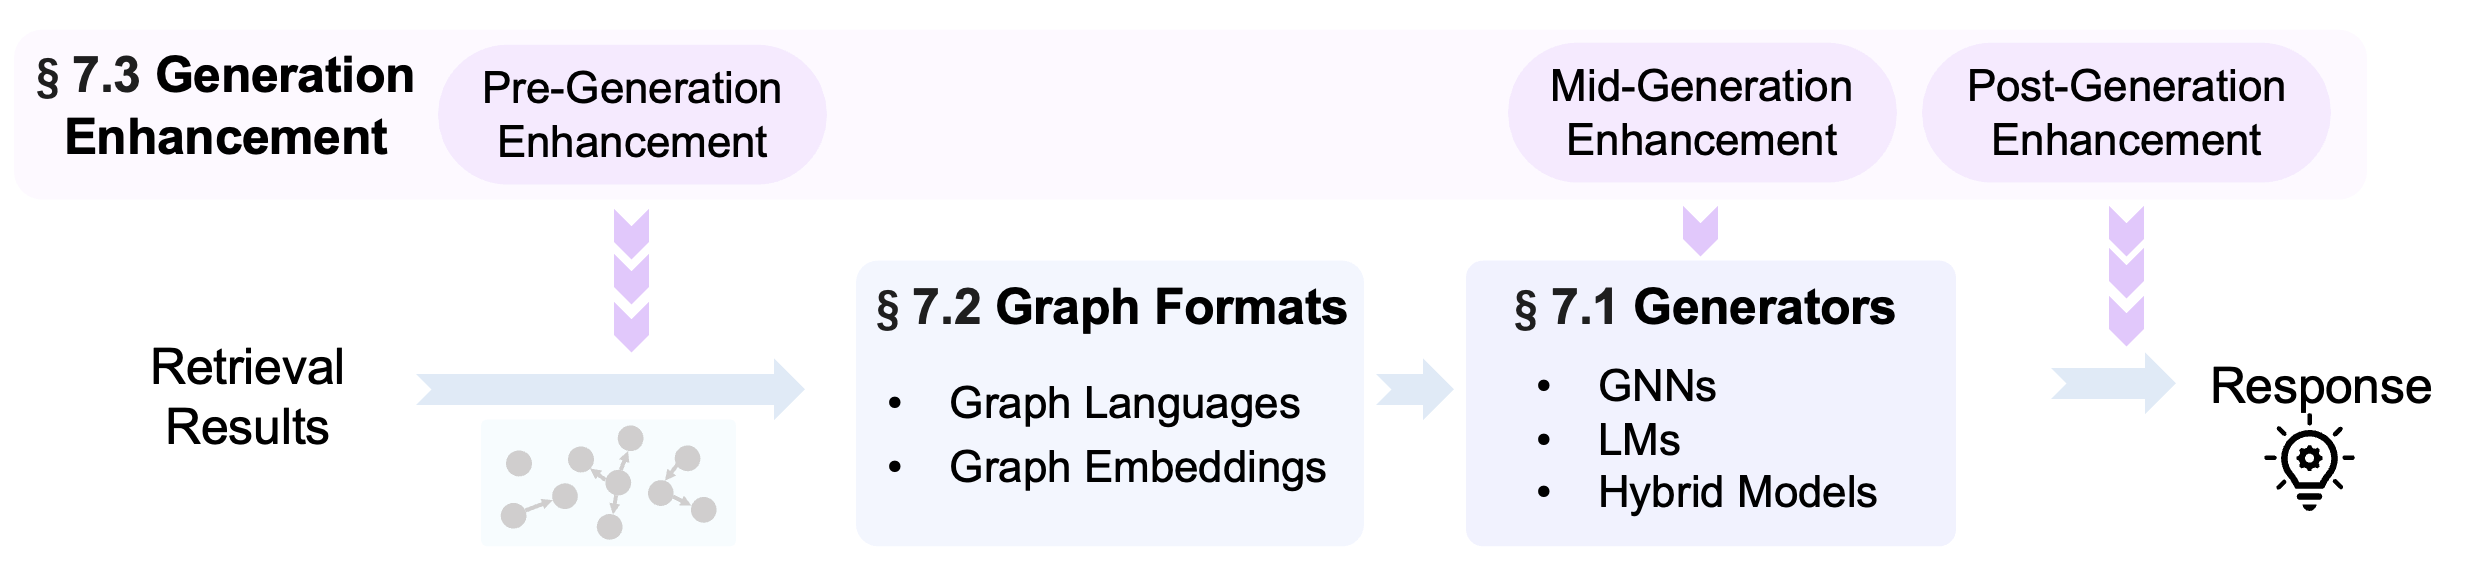 § 7.3 Generation
Enhancement
Pre-Generation
Enhancement
Mid-Generation
Enhancement
Post-Generation
Enhancement
Retrieval
Results
§ 7.2 Graph Formats
• Graph Languages
• Graph Embeddings
§ 7.1 Generators
• GNNs
• LMs
• Hybrid Models
Response